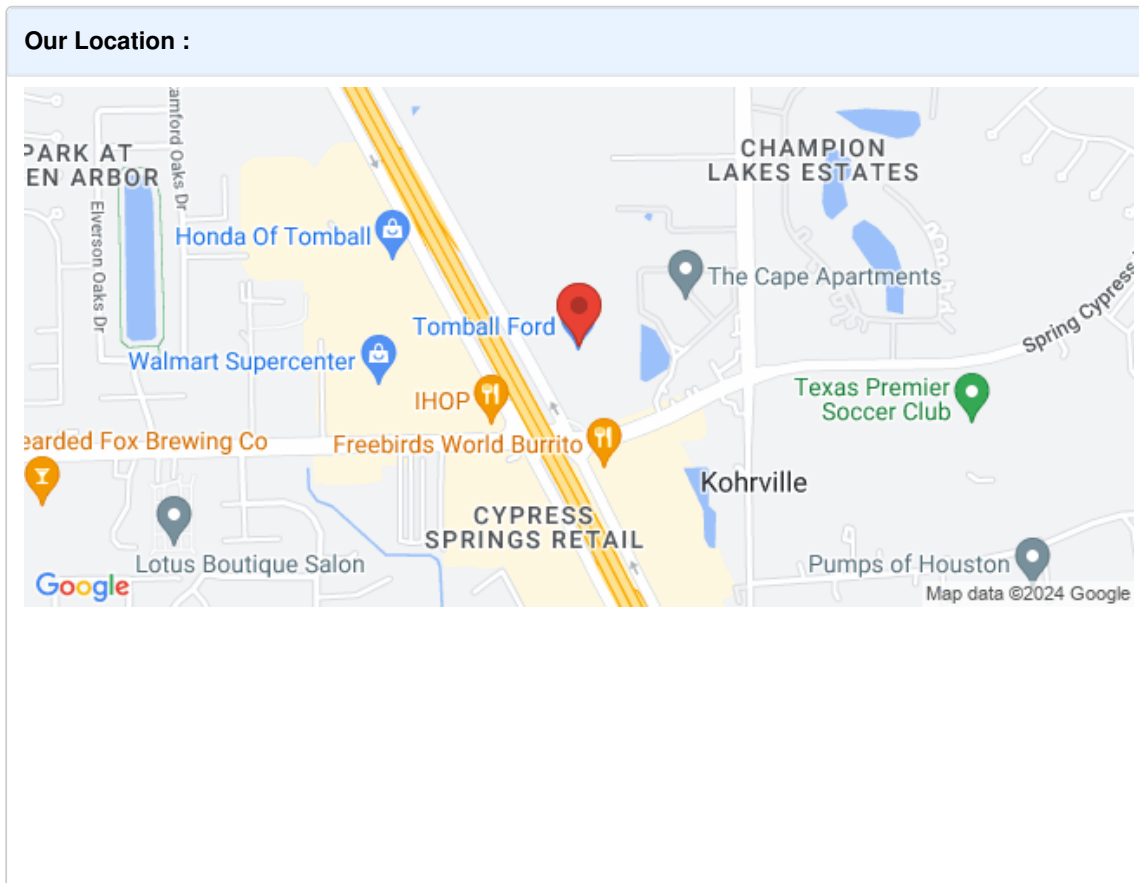 Our Location :
amford Oaks Dr
PARK AT
EN ARBOR
CHAMPION
LAKES ESTATES
Elverson Oaks Dr
Honda Of Tomball
The Cape Apartments
Spring Cypress
Tomball Ford
Walmart Supercenter
IHOP
Texas Premier
Soccer Club
earded Fox Brewing Co
Freebirds World Burrito
Kohrville
CYPRESS
SPRINGS RETAIL
Lotus Boutique Salon
Pumps of Houston
Google
Map data ©2024 Google